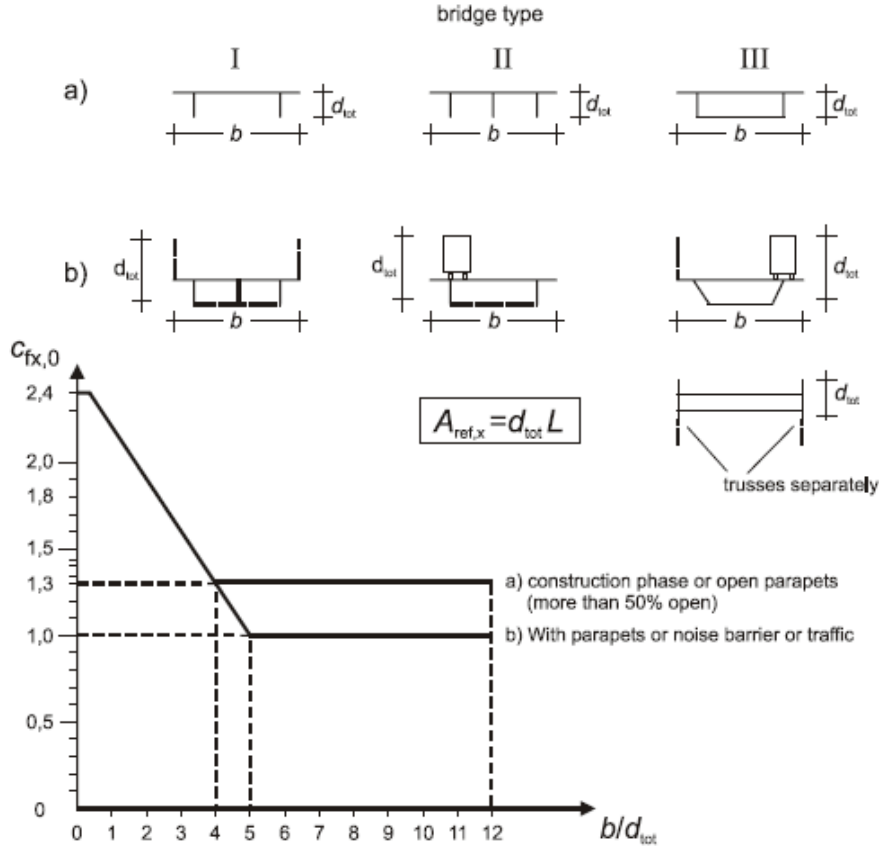 bridge type
I II III
a) d_tot d_tot d_tot
b b b
b) d_tot d_tot d_tot
b b b
d_tot
trusses separately
A_ref,x = d_tot L
c_fx,0
2,4
2,0
1,8
1,5
1,3
1,0
0,5
0
a) construction phase or open parapets
(more than 50% open)
b) With parapets or noise barrier or traffic
0 1 2 3 4 5 6 7 8 9 10 11 12 b/d_tot